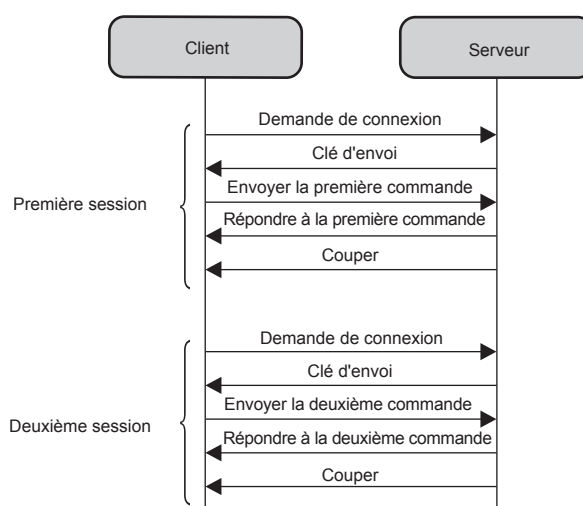 Client
Serveur
Demande de connexion
Clé d'envoi
Première session
Envoyer la première commande
Répondre à la première commande
Couper
Demande de connexion
Clé d'envoi
Envoyer la deuxième commande
Deuxième session
Répondre à la deuxième commande
Couper